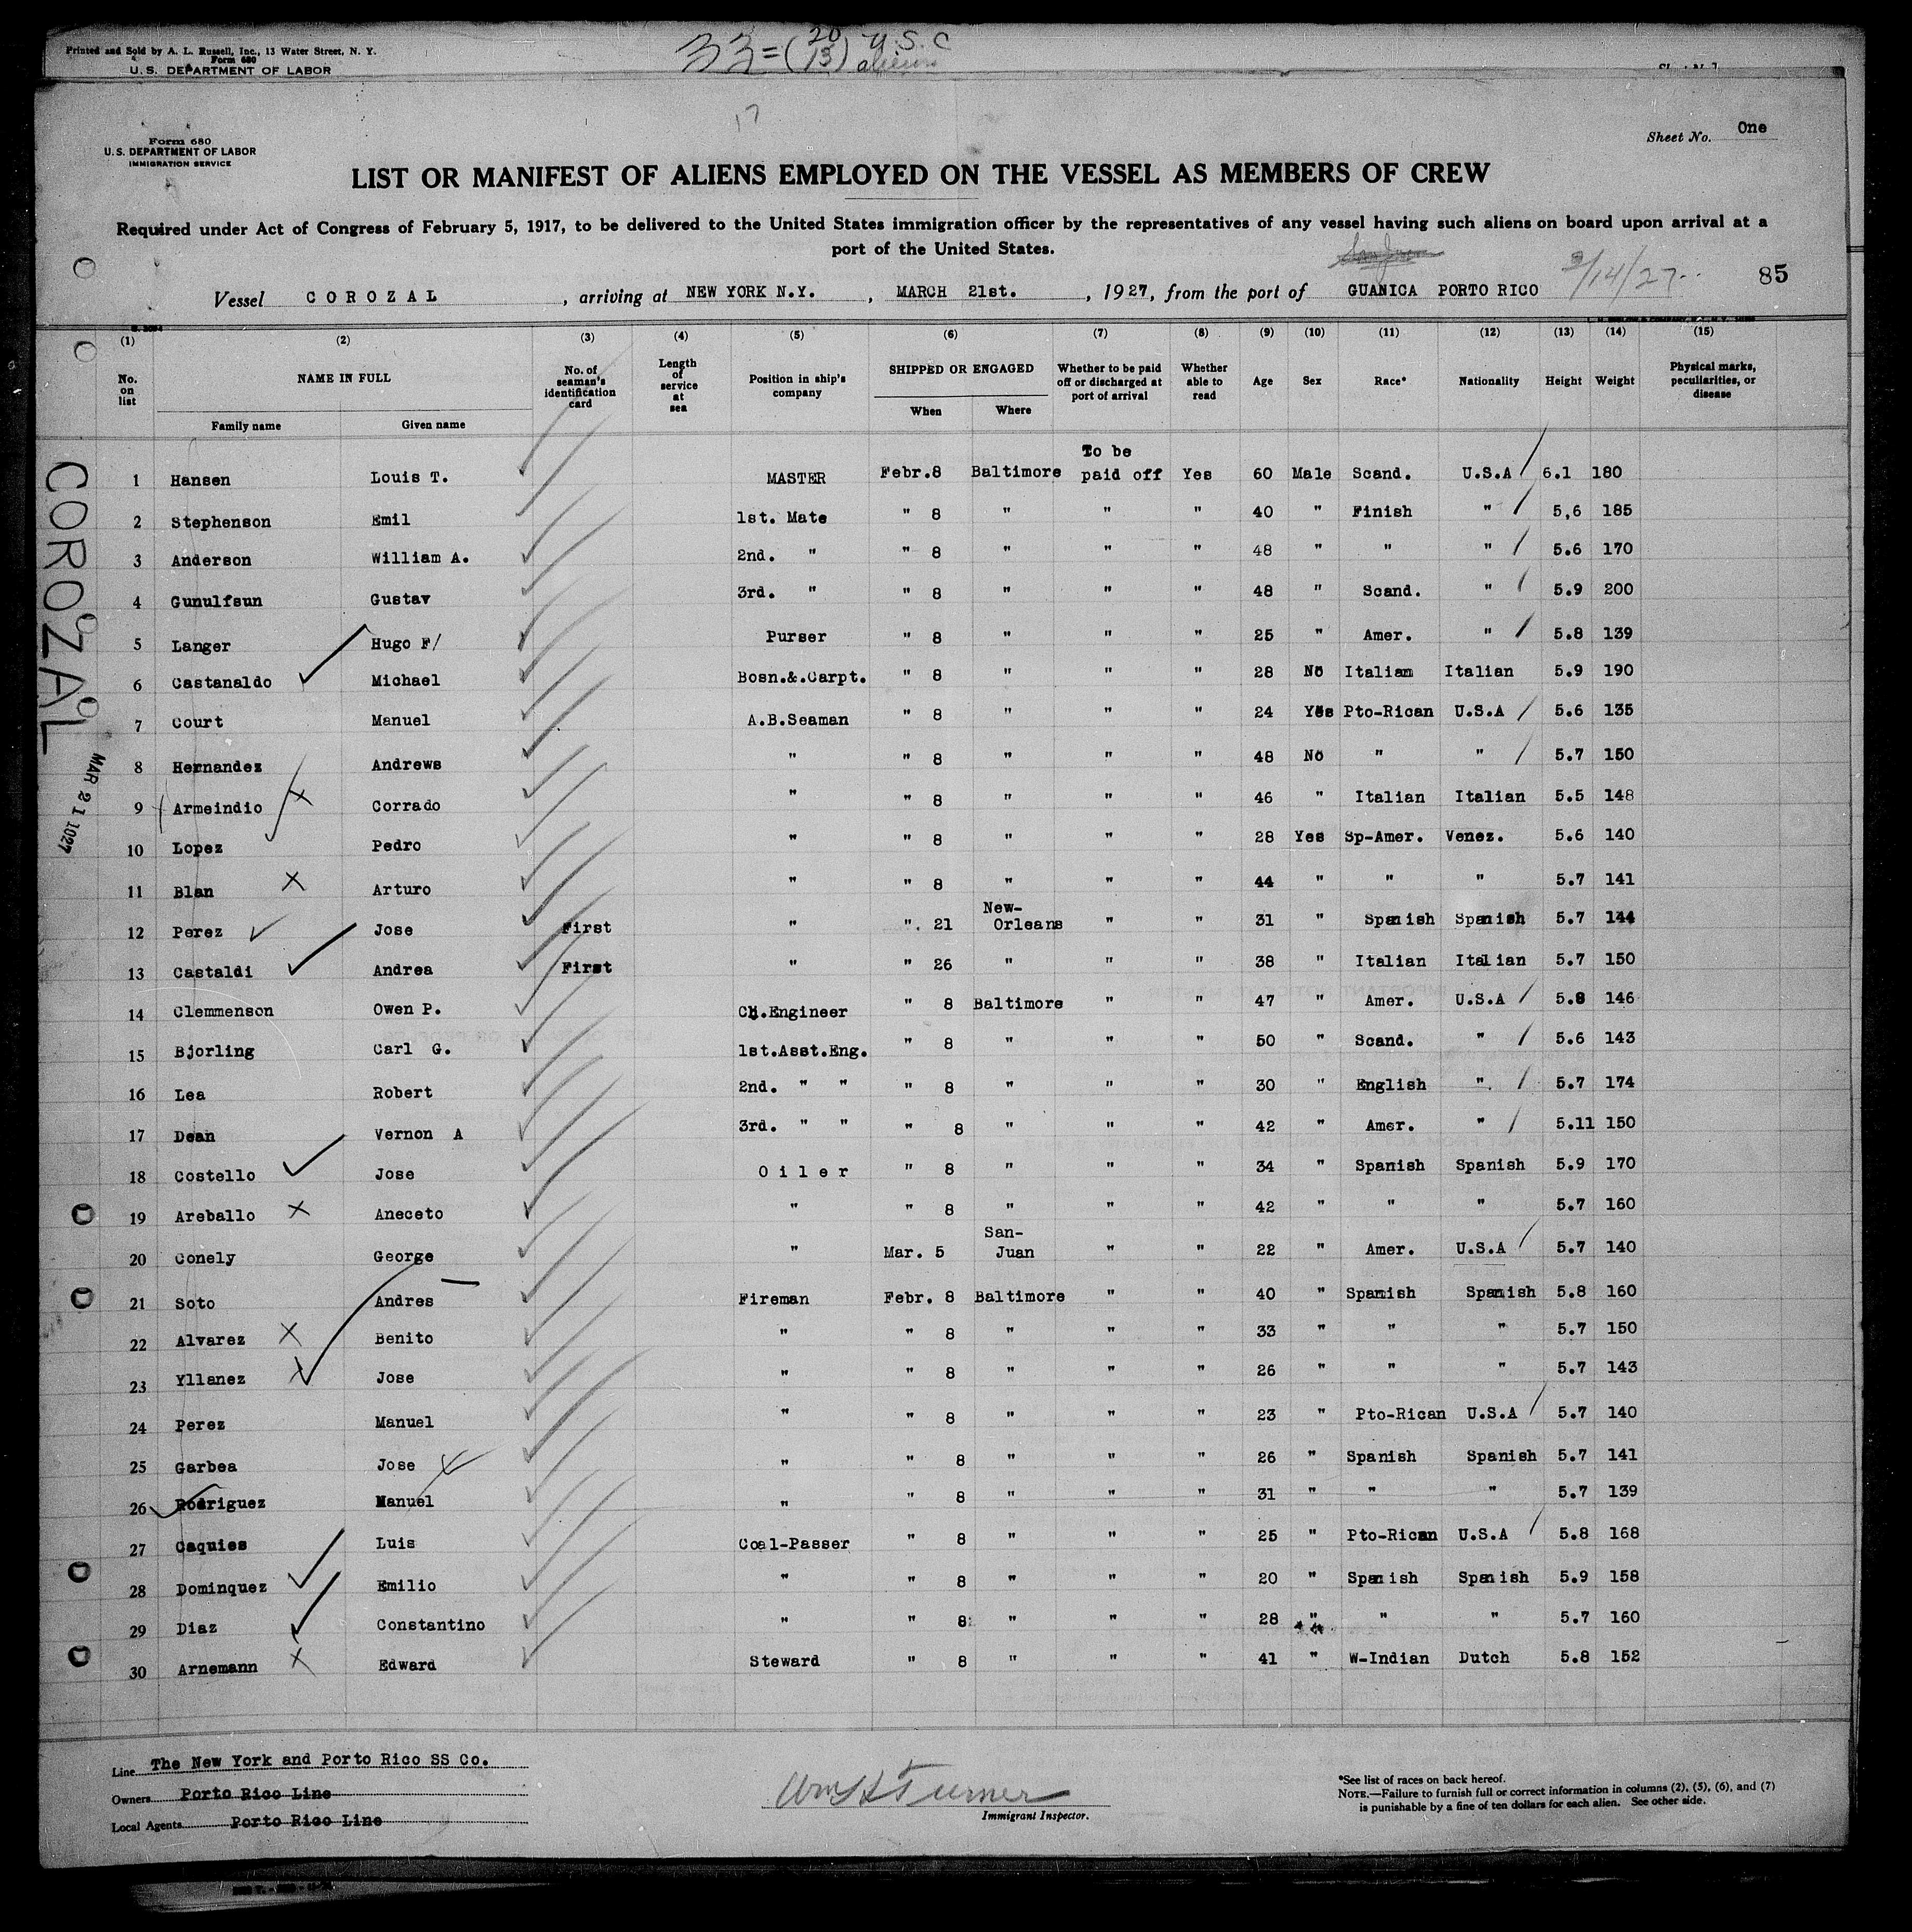 Printed and Sold by A. L. Russell, Inc., 13 Water Street, N. Y.
Form 680
U. S. DEPARTMENT OF LABOR
33 = (20 U.S.C
13) aliens
17
Form 680
U. S. DEPARTMENT OF LABOR
IMMIGRATION SERVICE
Sheet No. One
LIST OR MANIFEST OF ALIENS EMPLOYED ON THE VESSEL AS MEMBERS OF CREW
Required under Act of Congress of February 5, 1917, to be delivered to the United States immigration officer by the representatives of any vessel having such aliens on board upon arrival at a
port of the United States.
3/14/27
85
Vessel COROZAL, arriving at NEW YORK N.Y., MARCH 21st., 1927, from the port of GUANICA PORTO RICO
(1) (2) (3) (4) (5) (6) (7) (8) (9) (10) (11) (12) (13) (14) (15)
No. on list NAME IN FULL Family name Given name No. of seaman's identification card Length of service at sea Position in ship's company SHIPPED OR ENGAGED When Where Whether to be paid off or discharged at port of arrival Whether able to read Age Sex Race* Nationality Height Weight Physical marks, peculiarities, or disease
COROZAL
MAR 21 1927
1 Hansen Louis T. MASTER Febr.8 Baltimore To be paid off Yes 60 Male Scand. U.S.A 6.1 180
2 Stephenson Emil 1st. Mate " 8 " " " 40 " Finish " 5,6 185
3 Anderson William A. 2nd. " " 8 " " " 48 " " " 5.6 170
4 Gunulfsun Gustav 3rd. " " 8 " " " 48 " Scand. " 5.9 200
5 Langer Hugo F/ Purser " 8 " " " 25 " Amer. " 5.8 139
6 Castanaldo Michael Bosn.&.Carpt. " 8 " " " 28 No Italian Italian 5.9 190
7 Court Manuel A.B.Seaman " 8 " " " 24 Yes Pto-Rican U.S.A 5.6 135
8 Hernandez Andrews " " 8 " " " 48 No " " 5.7 150
9 Armeindio Corrado " " 8 " " " 46 " Italian Italian 5.5 148
10 Lopez Pedro " " 8 " " " 28 Yes Sp-Amer. Venez. 5.6 140
11 Blan Arturo " " 8 " " " 44 " " " 5.7 141
12 Perez Jose First " ". 21 New-Orleans " " 31 " Spanish Spanish 5.7 144
13 Castaldi Andrea First " " 26 " " " 38 " Italian Italian 5.7 150
14 Clemmenson Owen P. Ch.Engineer " 8 Baltimore " " 47 " Amer. U.S.A 5.8 146
15 Bjorling Carl G. 1st.Asst.Eng. " 8 " " " 50 " Scand. " 5.6 143
16 Lea Robert 2nd. " " " 8 " " " 30 " English " 5.7 174
17 Dean Vernon A 3rd. " " " 8 " " " 42 " Amer. " 5.11 150
18 Costello Jose Oiler " 8 " " " 34 " Spanish Spanish 5.9 170
19 Areballo Aneceto " " 8 " " " 42 " " " 5.7 160
20 Conely George " Mar. 5 San-Juan " " 22 " Amer. U.S.A 5.7 140
21 Soto Andres Fireman Febr. 8 Baltimore " " 40 " Spanish Spanish 5.8 160
22 Alvarez Benito " " 8 " " " 33 " " " 5.7 150
23 Yllanez Jose " " 8 " " " 26 " " " 5.7 143
24 Perez Manuel " " 8 " " " 23 " Pto-Rican U.S.A 5.7 140
25 Garbea Jose " " 8 " " " 26 " Spanish Spanish 5.7 141
26 Rodriguez Manuel " " 8 " " " 31 " " " 5.7 139
27 Caquies Luis Coal-Passer " 8 " " " 25 " Pto-Rican U.S.A 5.8 168
28 Dominquez Emilio " " 8 " " " 20 " Spanish Spanish 5.9 158
29 Diaz Constantino " " 8 " " " 28 " " " 5.7 160
30 Arnemann Edward Steward " 8 " " " 41 " W-Indian Dutch 5.8 152
Line The New York and Porto Rico SS Co.
Owners Porto Rico Line
Local Agents Porto Rico Line
Wm H Turner
Immigrant Inspector.
*See list of races on back hereof.
NOTE.—Failure to furnish full or correct information in columns (2), (5), (6), and (7)
is punishable by a fine of ten dollars for each alien. See other side.